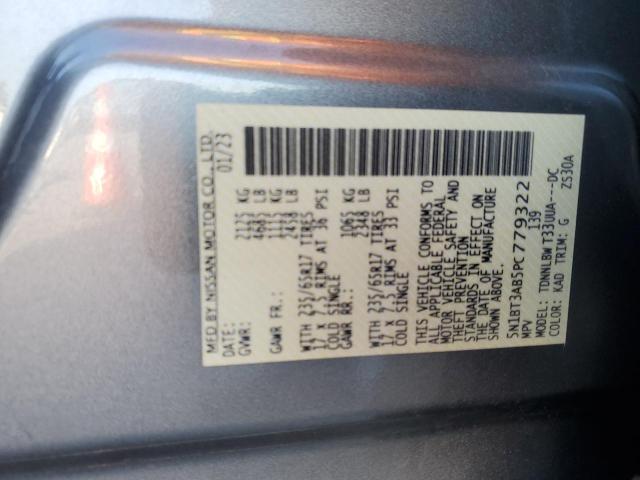 MFD BY NISSAN MOTOR CO., LTD.
DATE: 01/23
GVWR: 2125 KG
4685 LB
GAWR FR.: 1115 KG
2458 LB
WITH 235/65R17 TIRES
17 X 7.5 RIMS AT 36 PSI
COLD SINGLE
GAWR RR.: 1065 KG
2348 LB
WITH 235/65R17 TIRES
17 X 7.5 RIMS AT 33 PSI
COLD SINGLE
THIS VEHICLE CONFORMS TO
ALL APPLICABLE FEDERAL
MOTOR VEHICLE SAFETY AND
THEFT PREVENTION
STANDARDS IN EFFECT ON
THE DATE OF MANUFACTURE
SHOWN ABOVE.
5N1BT3AB5PC779322
MPV 139
MODEL: TDNNLBW T33UUA---DC
COLOR: KAD TRIM: G ZS30A